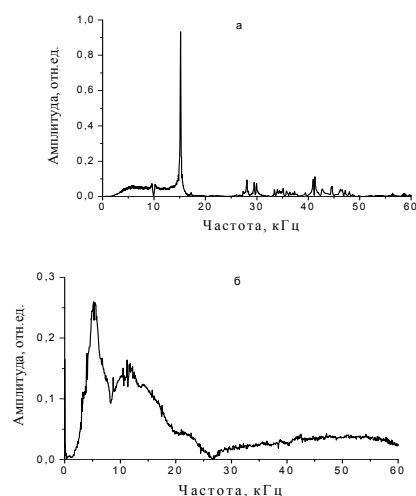 а
1,0
0,8
0,6
0,4
0,2
0,0
Амплитуда, отн.ед.
0 10 20 30 40 50 60
Частота, кГц
б
0,3
0,2
0,1
0,0
Амплитуда, отн.ед.
0 10 20 30 40 50 60
Частота, кГц